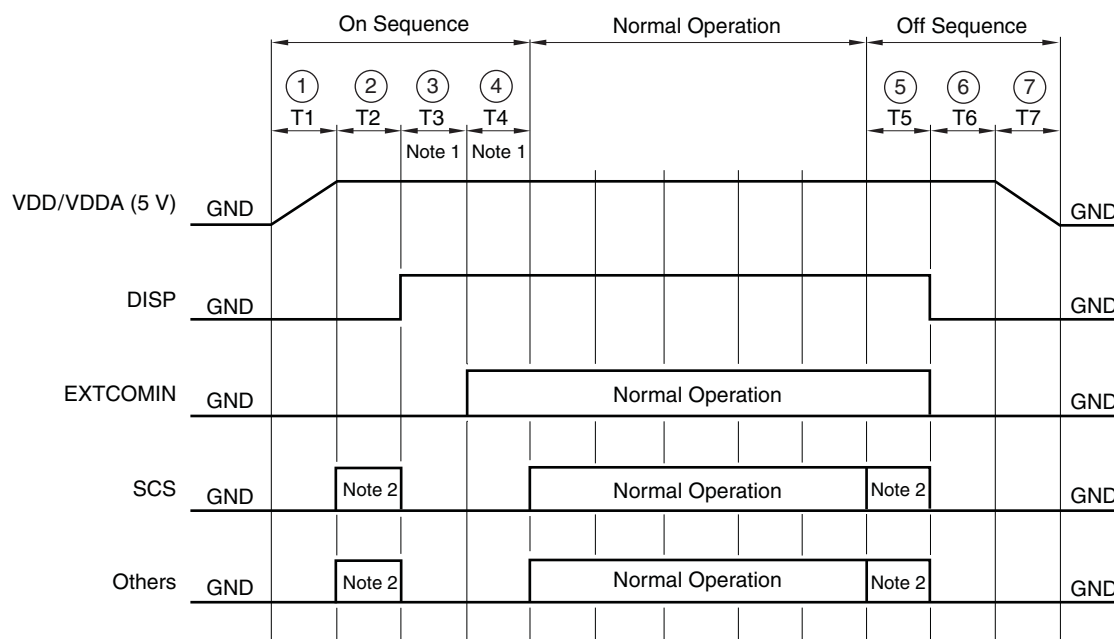 On Sequence Normal Operation Off Sequence
1 2 3 4 5 6 7
T1 T2 T3 T4 T5 T6 T7
Note 1 Note 1
VDD/VDDA (5 V) GND GND
DISP GND GND
EXTCOMIN GND Normal Operation GND
SCS GND Note 2 Normal Operation Note 2 GND
Others GND Note 2 Normal Operation Note 2 GND